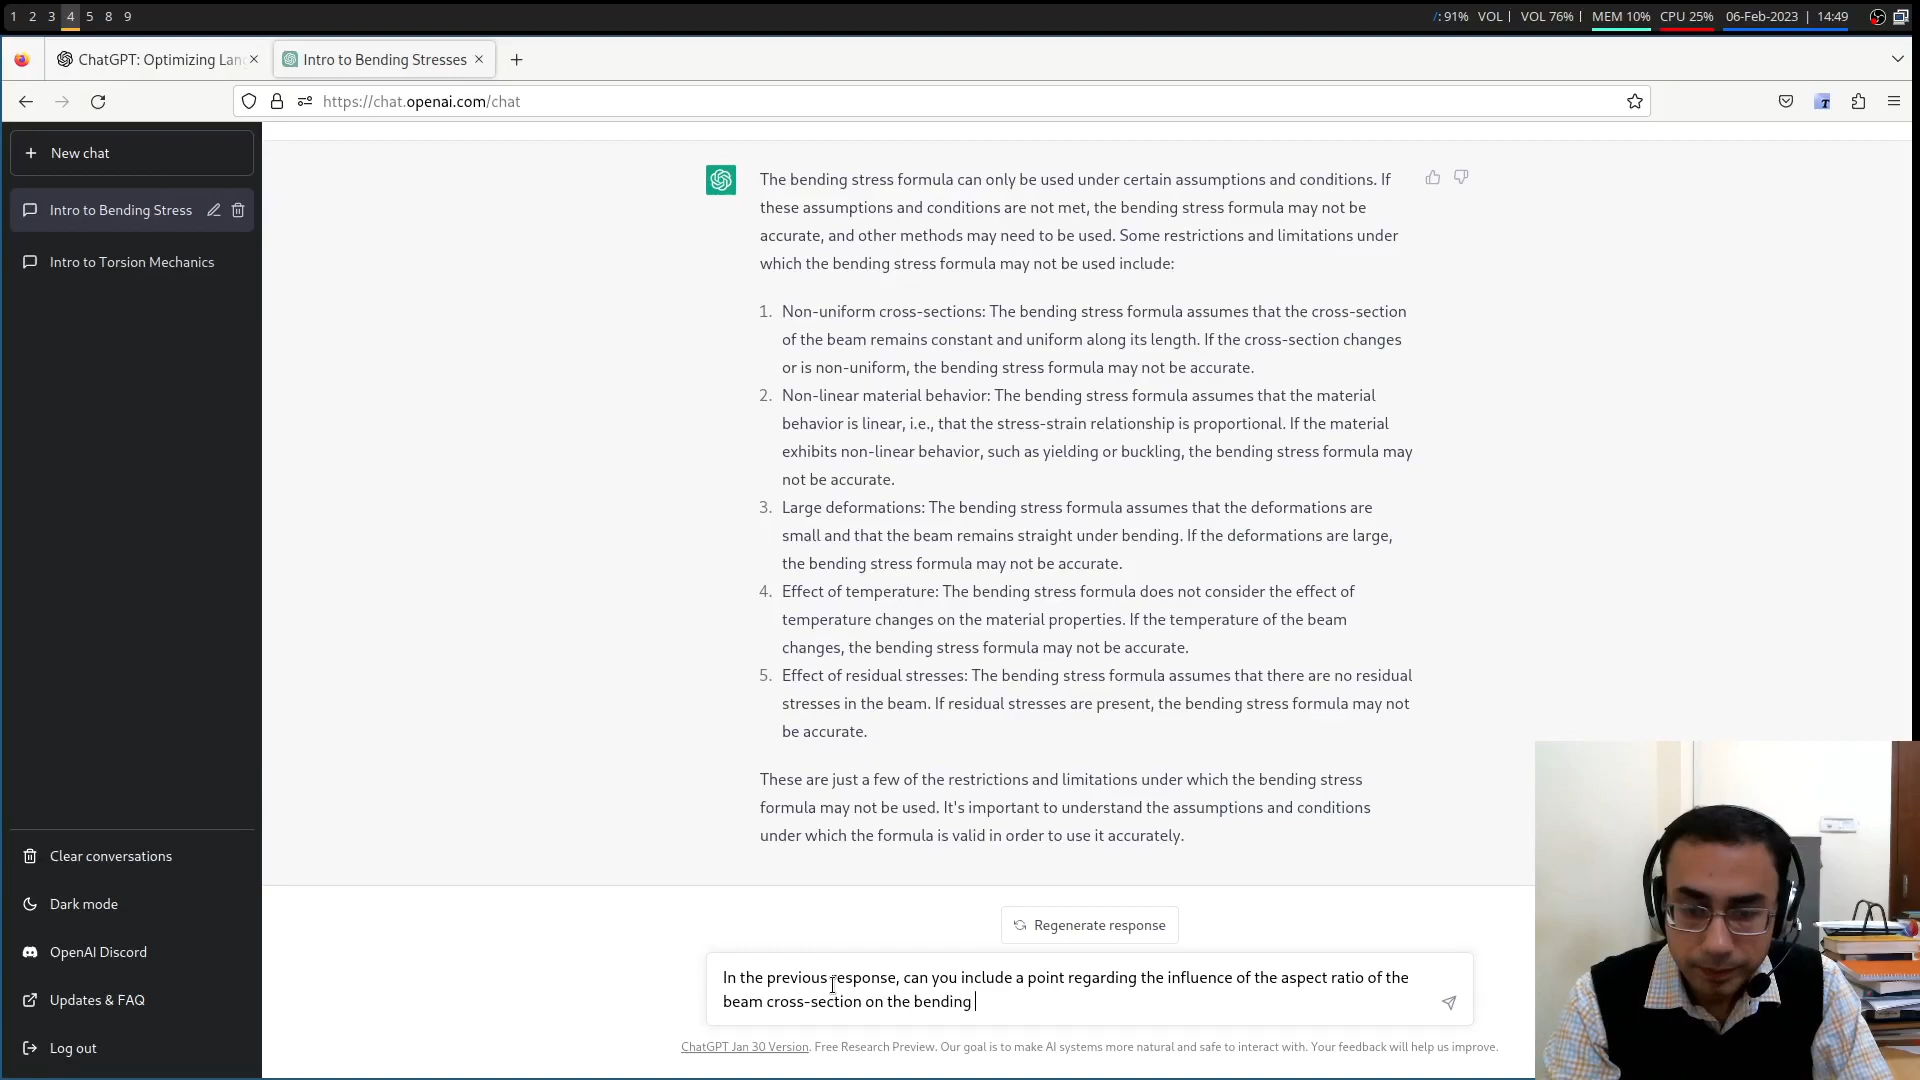 1 2 3 4 5 8 9
/: 91% VOL | VOL 76% | MEM 10% CPU 25% 06-Feb-2023 | 14:49
ChatGPT: Optimizing Lan
Intro to Bending Stresses
https://chat.openai.com/chat
New chat
Intro to Bending Stress
Intro to Torsion Mechanics
The bending stress formula can only be used under certain assumptions and conditions. If
these assumptions and conditions are not met, the bending stress formula may not be
accurate, and other methods may need to be used. Some restrictions and limitations under
which the bending stress formula may not be used include:
1. Non-uniform cross-sections: The bending stress formula assumes that the cross-section
of the beam remains constant and uniform along its length. If the cross-section changes
or is non-uniform, the bending stress formula may not be accurate.
2. Non-linear material behavior: The bending stress formula assumes that the material
behavior is linear, i.e., that the stress-strain relationship is proportional. If the material
exhibits non-linear behavior, such as yielding or buckling, the bending stress formula may
not be accurate.
3. Large deformations: The bending stress formula assumes that the deformations are
small and that the beam remains straight under bending. If the deformations are large,
the bending stress formula may not be accurate.
4. Effect of temperature: The bending stress formula does not consider the effect of
temperature changes on the material properties. If the temperature of the beam
changes, the bending stress formula may not be accurate.
5. Effect of residual stresses: The bending stress formula assumes that there are no residual
stresses in the beam. If residual stresses are present, the bending stress formula may not
be accurate.
These are just a few of the restrictions and limitations under which the bending stress
formula may not be used. It's important to understand the assumptions and conditions
under which the formula is valid in order to use it accurately.
Clear conversations
Dark mode
OpenAI Discord
Updates & FAQ
Log out
Regenerate response
In the previous response, can you include a point regarding the influence of the aspect ratio of the
beam cross-section on the bending
ChatGPT Jan 30 Version. Free Research Preview. Our goal is to make AI systems more natural and safe to interact with. Your feedback will help us improve.